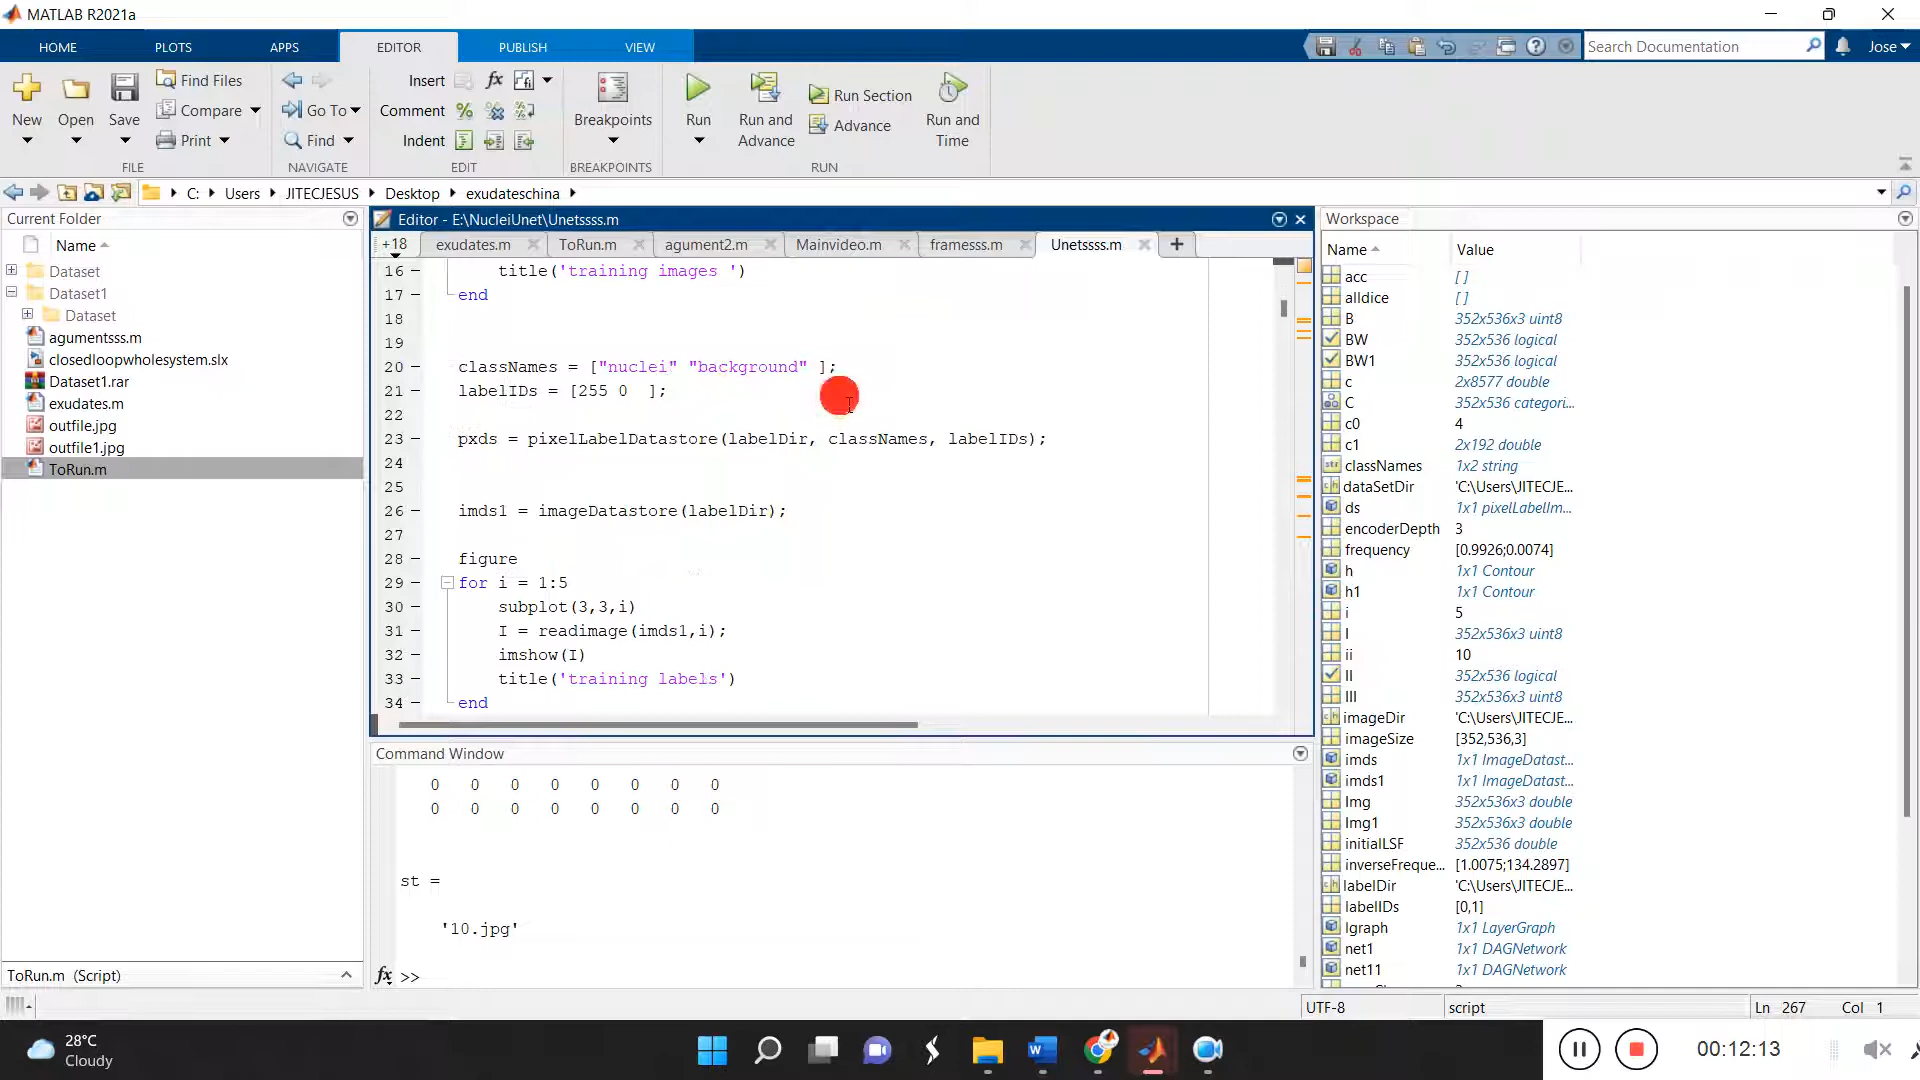 MATLAB R2021a
HOME PLOTS APPS EDITOR PUBLISH VIEW
Search Documentation
Jose
New Open Save
Find Files
Compare
Print
FILE
Go To
Find
NAVIGATE
Insert fx
Comment
Indent
EDIT
Breakpoints
BREAKPOINTS
Run
Run and Advance
Run Section
Advance
Run and Time
RUN
C: Users JITECJESUS Desktop exudateschina
Current Folder
Name
Dataset
Dataset1
Dataset
agumentsss.m
closedloopwholesystem.slx
Dataset1.rar
exudates.m
outfile.jpg
outfile1.jpg
ToRun.m
ToRun.m (Script)
Editor - E:\NucleiUnet\Unetssss.m
+18 exudates.m ToRun.m agument2.m Mainvideo.m framesss.m Unetssss.m
16 title('training images ')
17 end
18
19
20 classNames = ["nuclei" "background" ];
21 labelIDs = [255 0 ];
22
23 pxds = pixelLabelDatastore(labelDir, classNames, labelIDs);
24
25
26 imds1 = imageDatastore(labelDir);
27
28 figure
29 for i = 1:5
30 subplot(3,3,i)
31 I = readimage(imds1,i);
32 imshow(I)
33 title('training labels')
34 end
Command Window
0 0 0 0 0 0 0 0
0 0 0 0 0 0 0 0
st =
'10.jpg'
fx >>
Workspace
Name Value
acc []
alldice []
B 352x536x3 uint8
BW 352x536 logical
BW1 352x536 logical
c 2x8577 double
C 352x536 categori...
c0 4
c1 2x192 double
classNames 1x2 string
dataSetDir 'C:\Users\JITECJE...
ds 1x1 pixelLabelIm...
encoderDepth 3
frequency [0.9926;0.0074]
h 1x1 Contour
h1 1x1 Contour
i 5
I 352x536x3 uint8
ii 10
II 352x536 logical
III 352x536x3 uint8
imageDir 'C:\Users\JITECJE...
imageSize [352,536,3]
imds 1x1 ImageDatast...
imds1 1x1 ImageDatast...
Img 352x536x3 double
Img1 352x536x3 double
initialLSF 352x536 double
inverseFreque... [1.0075;134.2897]
labelDir 'C:\Users\JITECJE...
labelIDs [0,1]
lgraph 1x1 LayerGraph
net1 1x1 DAGNetwork
net11 1x1 DAGNetwork
UTF-8 script Ln 267 Col 1
28°C
Cloudy
00:12:13